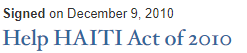 Signed on December 9, 2010
Help HAITI Act of 2010